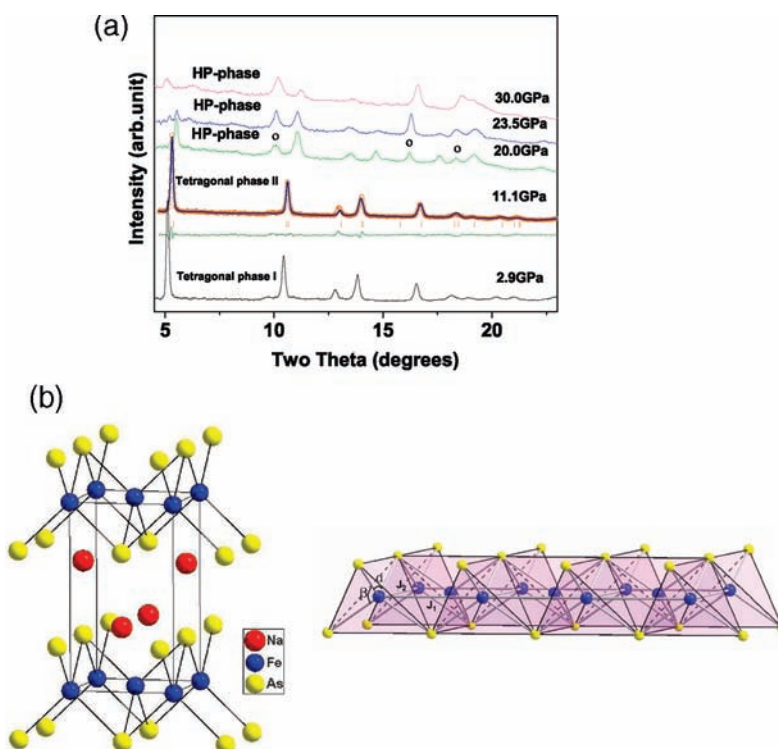 (a)
Intensity (arb.unit)
HP-phase
30.0GPa
HP-phase
23.5GPa
HP-phase
20.0GPa
o
o
o
Tetragonal phase II
11.1GPa
Tetragonal phase I
2.9GPa
5 10 15 20
Two Theta (degrees)
(b)
Na
Fe
As
α
β
J₂
J₁